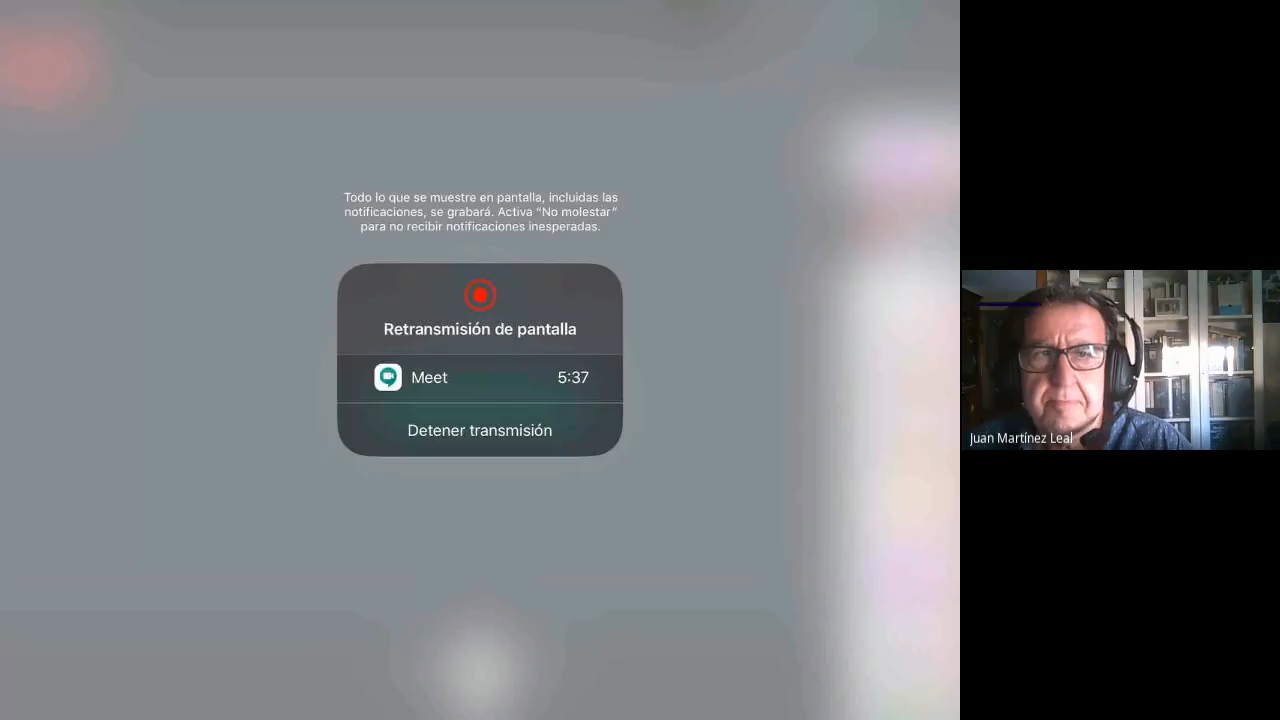 Todo lo que se muestre en pantalla, incluidas las
notificaciones, se grabará. Activa “No molestar”
para no recibir notificaciones inesperadas.
Retransmisión de pantalla
Meet 5:37
Detener transmisión
Juan Martínez Leal